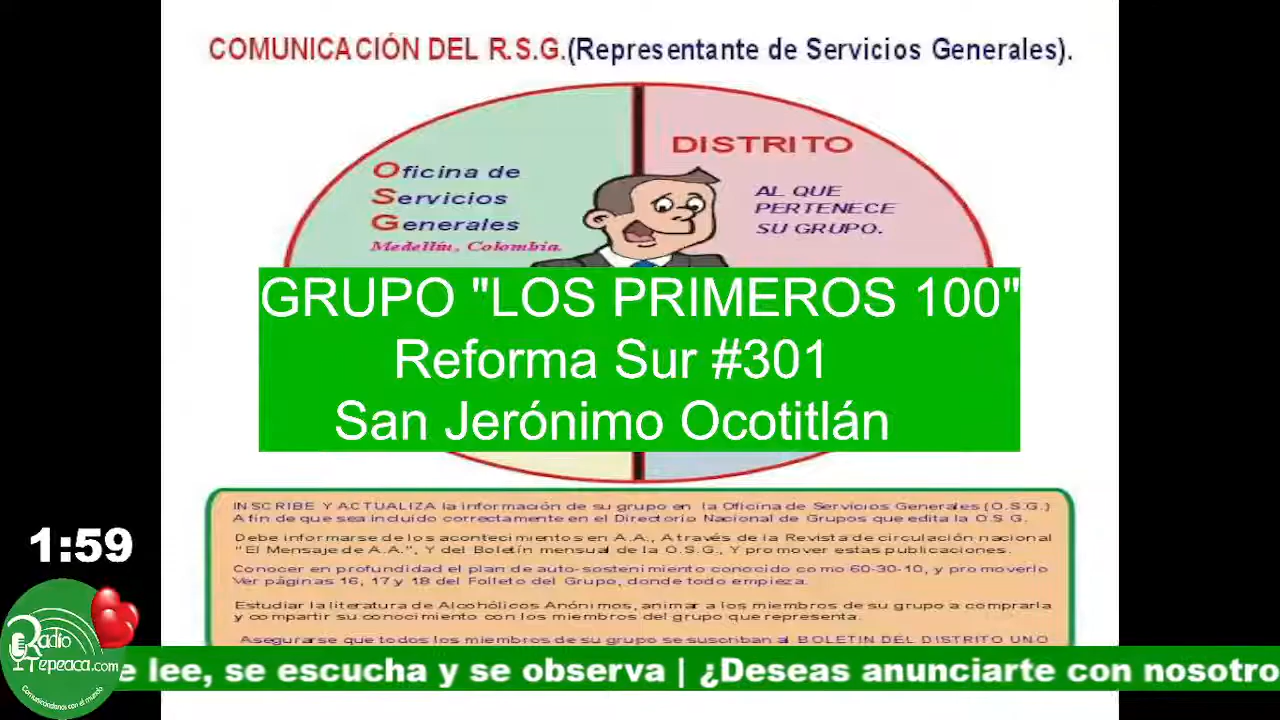 COMUNICACIÓN DEL R.S.G.(Representante de Servicios Generales).
Oficina de
Servicios
Generales
Medellín, Colombia.
DISTRITO
AL QUE
PERTENECE
SU GRUPO.
GRUPO "LOS PRIMEROS 100"
Reforma Sur #301
San Jerónimo Ocotitlán
INSCRIBE Y ACTUALIZA la información de su grupo en la Oficina de Servicios Generales (O.S.G.)
A fin de que sea incluido correctamente en el Directorio Nacional de Grupos que edita la O.S G.
Debe informarse de los acontecimientos en A.A., A través de la Revista de circulación nacional
"El Mensaje de A.A.", Y del Boletín mensual de la O.S.G., Y promover estas publicaciones.
Conocer en profundidad el plan de auto-sostenimiento conocido como 60-30-10, y promoverlo
Ver páginas 16, 17 y 18 del Folleto del Grupo, donde todo empieza.
Estudiar la literatura de Alcohólicos Anónimos, animar a los miembros de su grupo a comprarla
y compartir su conocimiento con los miembros del grupo que representa.
Asegurarse que todos los miembros de su grupo se suscriban al BOLETIN DEL DISTRITO UNO
1:59
Radio
Tepeaca.com
Comunicándonos con el mundo
e lee, se escucha y se observa | ¿Deseas anunciarte con nosotro